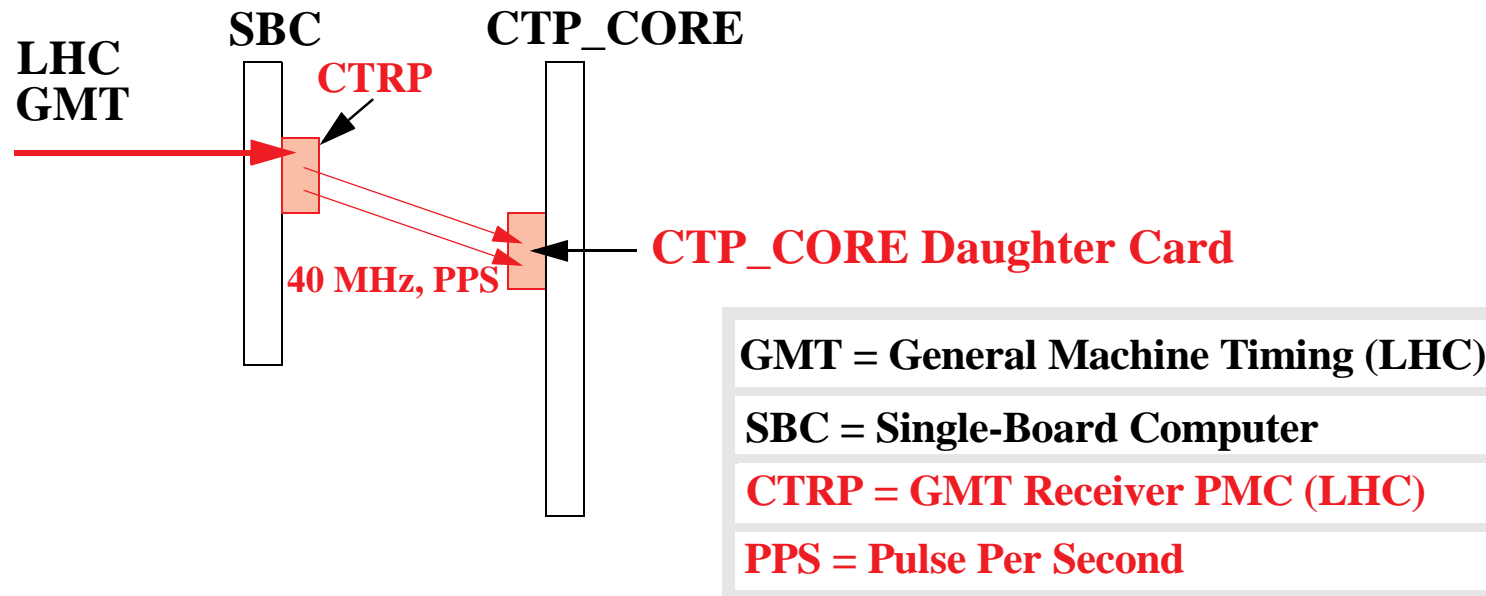 SBC
CTP_CORE
LHC
GMT
CTRP
40 MHz, PPS
CTP_CORE Daughter Card
GMT = General Machine Timing (LHC)
SBC = Single-Board Computer
CTRP = GMT Receiver PMC (LHC)
PPS = Pulse Per Second